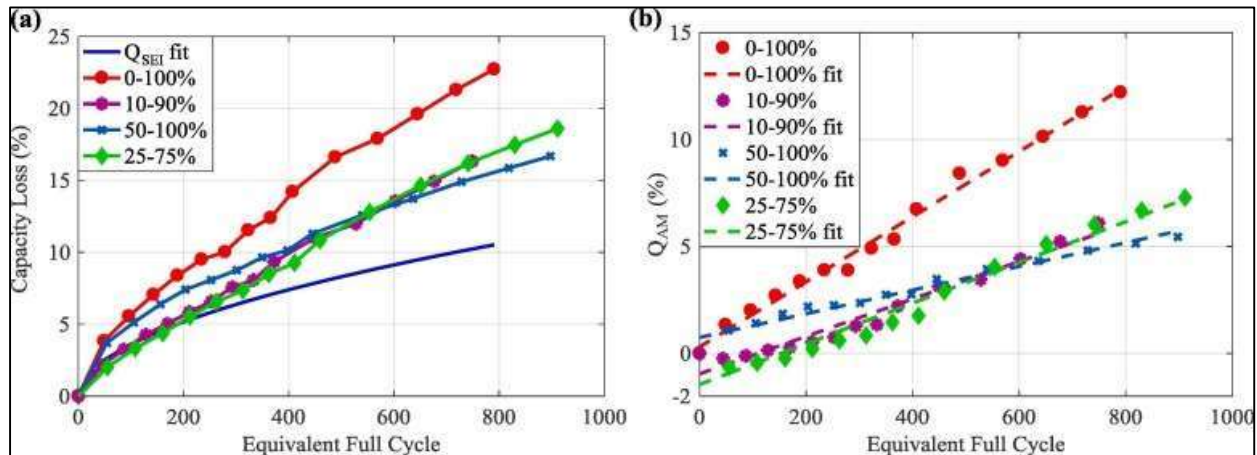 (a)
25
20
15
10
5
0
Capacity Loss (%)
Q_SEI fit
0-100%
10-90%
50-100%
25-75%
0 200 400 600 800 1000
Equivalent Full Cycle
(b)
15
10
5
0
-2
Q_AM (%)
0-100%
0-100% fit
10-90%
10-90% fit
50-100%
50-100% fit
25-75%
25-75% fit
0 200 400 600 800 1000
Equivalent Full Cycle